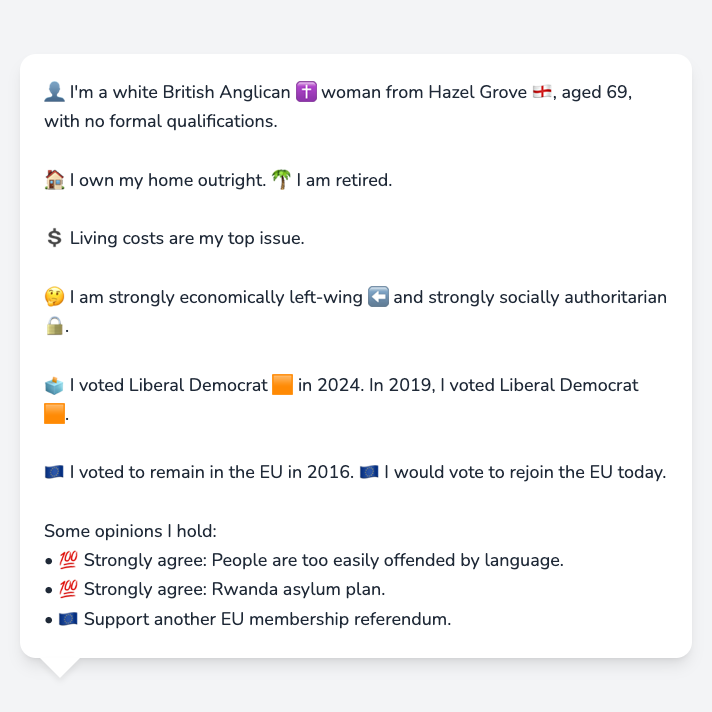 👤 I'm a white British Anglican ✝️ woman from Hazel Grove 🏴󠁧󠁢󠁥󠁮󠁧󠁿, aged 69,
with no formal qualifications.
🏠 I own my home outright. 🌴 I am retired.
💲 Living costs are my top issue.
🤔 I am strongly economically left-wing ⬅️ and strongly socially authoritarian
🔒.
🗳️ I voted Liberal Democrat 🟧 in 2024. In 2019, I voted Liberal Democrat
🟧.
🇪🇺 I voted to remain in the EU in 2016. 🇪🇺 I would vote to rejoin the EU today.
Some opinions I hold:
• 💯 Strongly agree: People are too easily offended by language.
• 💯 Strongly agree: Rwanda asylum plan.
• 🇪🇺 Support another EU membership referendum.